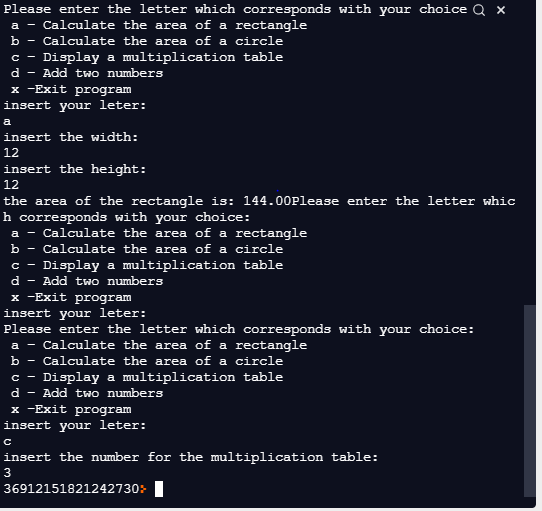 Please enter the letter which corresponds with your choice
a - Calculate the area of a rectangle
b - Calculate the area of a circle
c - Display a multiplication table
d - Add two numbers
x -Exit program
insert your leter:
a
insert the width:
12
insert the height:
12
the area of the rectangle is: 144.00Please enter the letter whic
h corresponds with your choice:
a - Calculate the area of a rectangle
b - Calculate the area of a circle
c - Display a multiplication table
d - Add two numbers
x -Exit program
insert your leter:
Please enter the letter which corresponds with your choice:
a - Calculate the area of a rectangle
b - Calculate the area of a circle
c - Display a multiplication table
d - Add two numbers
x -Exit program
insert your leter:
c
insert the number for the multiplication table:
3
36912151821242730